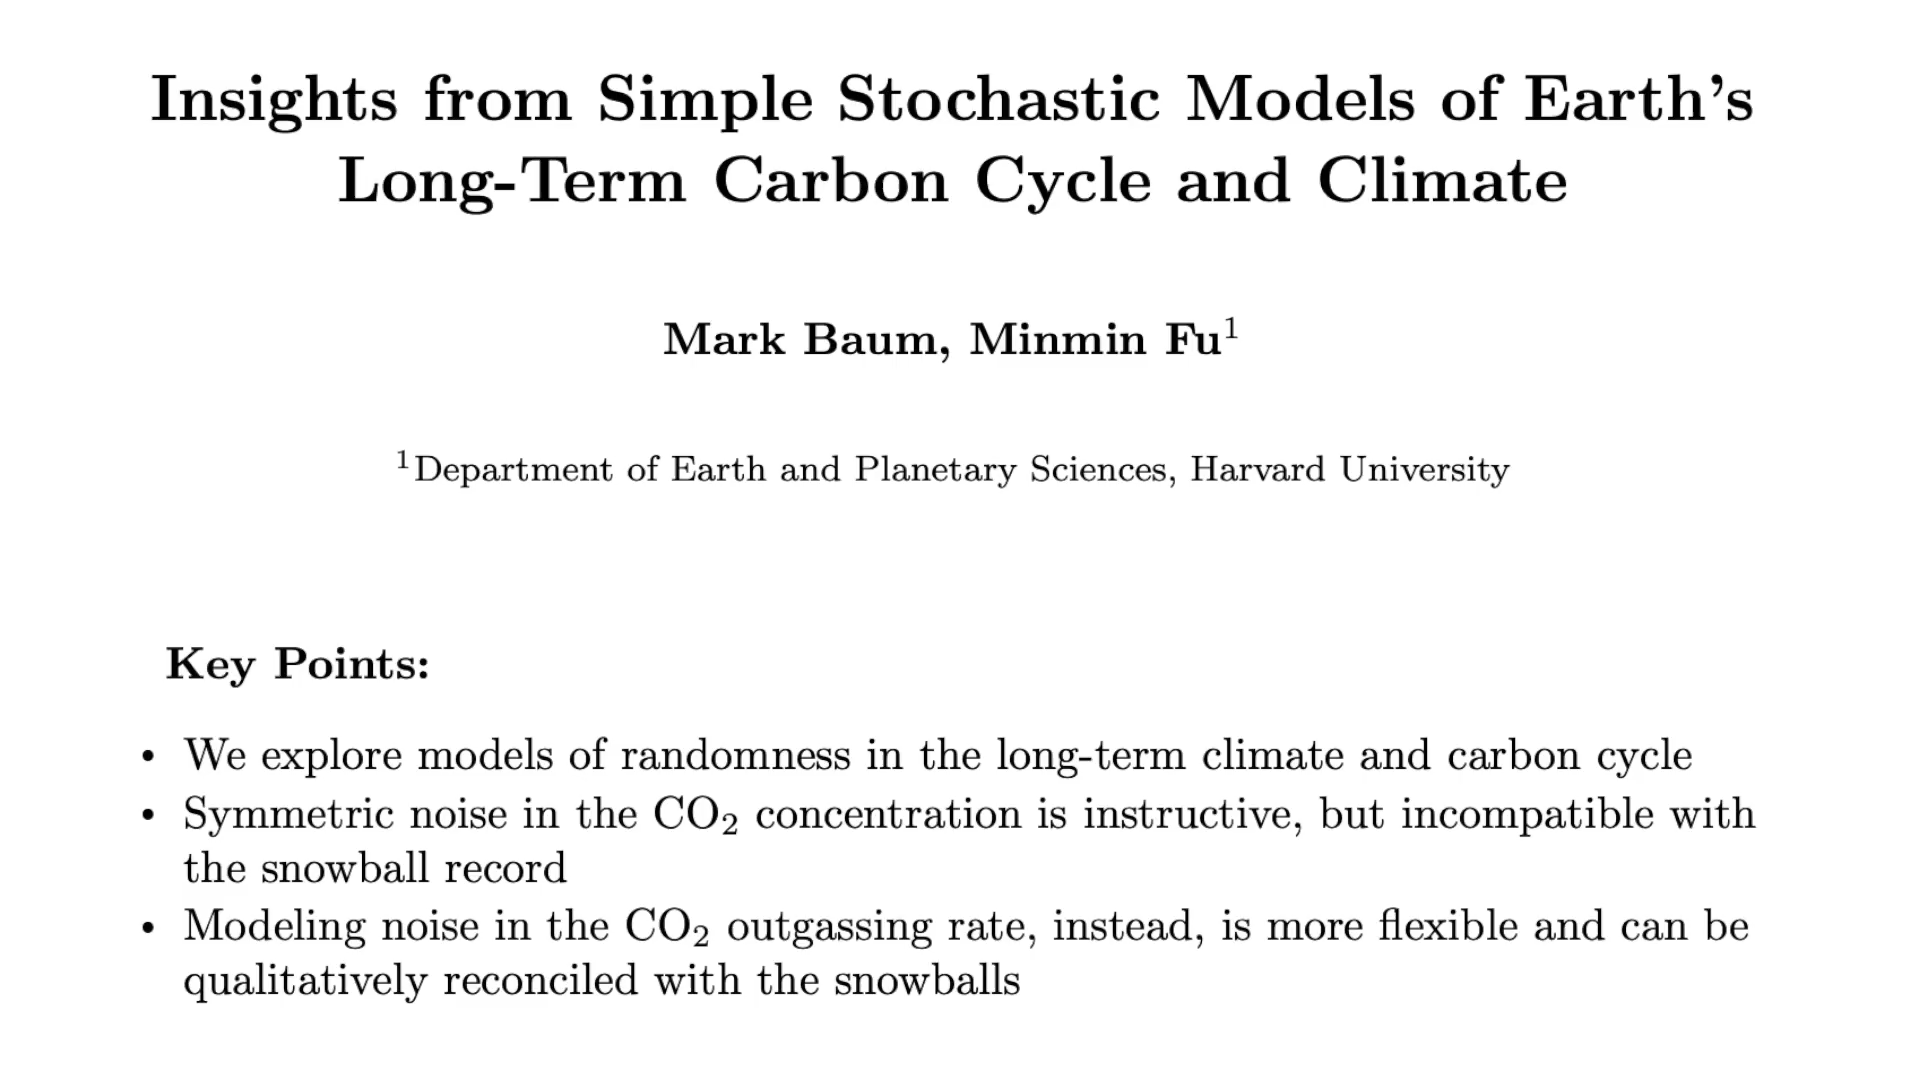 Insights from Simple Stochastic Models of Earth's
Long-Term Carbon Cycle and Climate
Mark Baum, Minmin Fu¹
¹Department of Earth and Planetary Sciences, Harvard University
Key Points:
• We explore models of randomness in the long-term climate and carbon cycle
• Symmetric noise in the CO₂ concentration is instructive, but incompatible with
the snowball record
• Modeling noise in the CO₂ outgassing rate, instead, is more flexible and can be
qualitatively reconciled with the snowballs